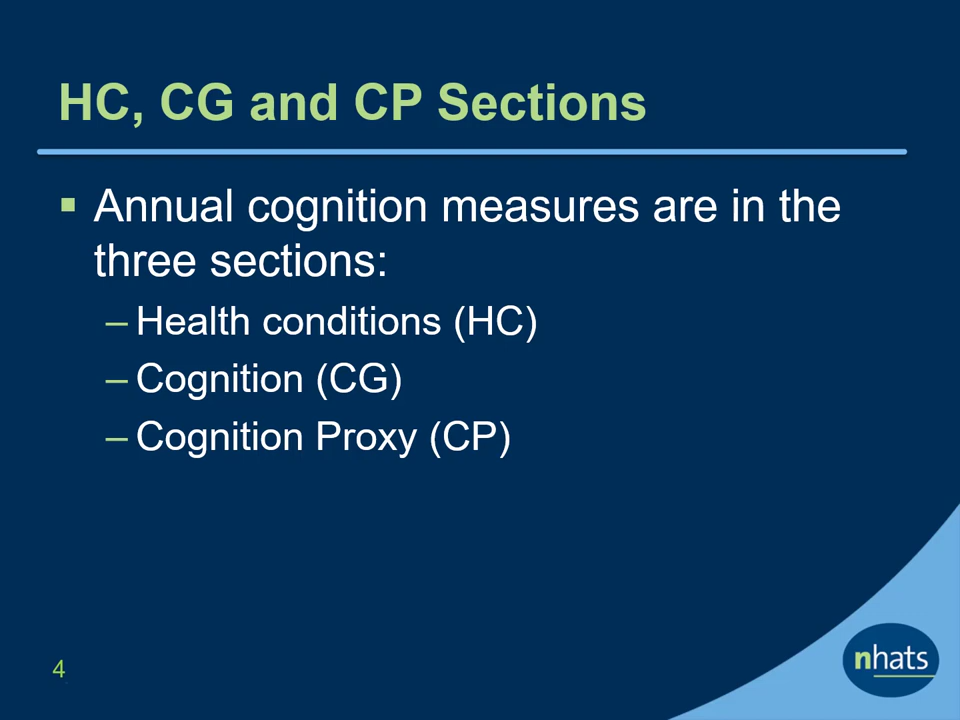 HC, CG and CP Sections
▪ Annual cognition measures are in the
three sections:
– Health conditions (HC)
– Cognition (CG)
– Cognition Proxy (CP)
4
nhats